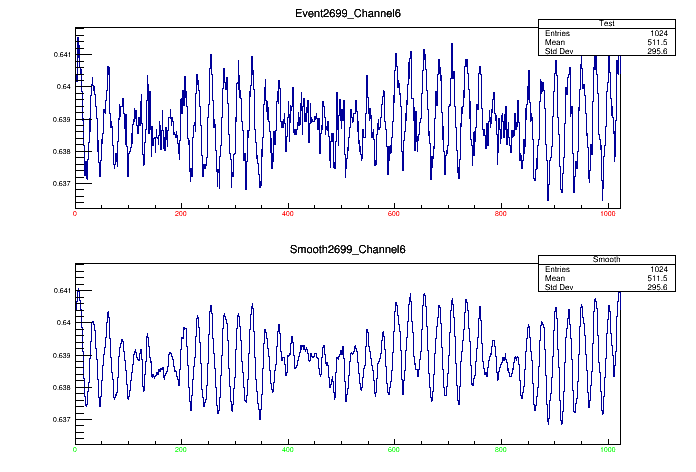 Event2699_Channel6
Test
Entries 1024
Mean 511.5
Std Dev 295.6
0.641
0.64
0.639
0.638
0.637
0 200 400 600 800 1000
Smooth2699_Channel6
Smooth
Entries 1024
Mean 511.5
Std Dev 295.6
0.641
0.64
0.639
0.638
0.637
0 200 400 600 800 1000